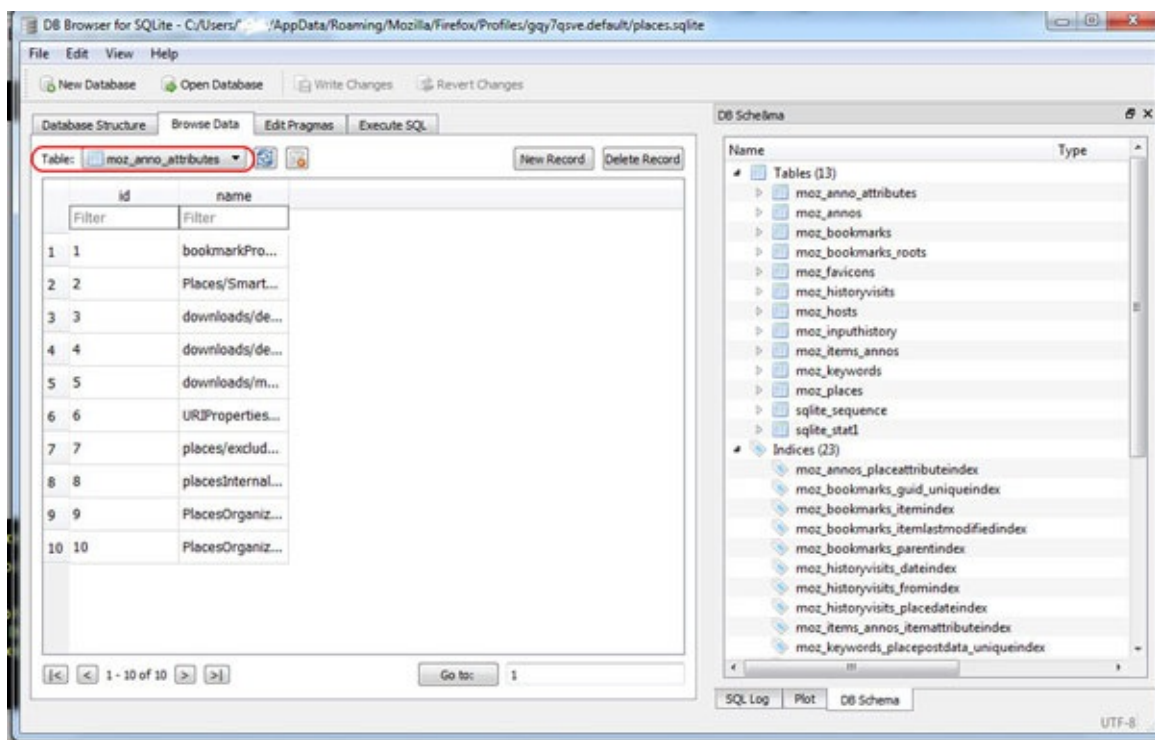 DB Browser for SQLite - C:/Users/ /AppData/Roaming/Mozilla/Firefox/Profiles/gqy7qsve.default/places.sqlite
File Edit View Help
New Database Open Database Write Changes Revert Changes
Database Structure Browse Data Edit Pragmas Execute SQL
Table: moz_anno_attributes New Record Delete Record
id name
Filter Filter
1 1 bookmarkPro...
2 2 Places/Smart...
3 3 downloads/de...
4 4 downloads/de...
5 5 downloads/m...
6 6 URIProperties...
7 7 places/exclud...
8 8 placesInternal...
9 9 PlacesOrganiz...
10 10 PlacesOrganiz...
1 - 10 of 10 Go to: 1
DB Schema
Name Type
Tables (13)
moz_anno_attributes
moz_annos
moz_bookmarks
moz_bookmarks_roots
moz_favicons
moz_historyvisits
moz_hosts
moz_inputhistory
moz_items_annos
moz_keywords
moz_places
sqlite_sequence
sqlite_stat1
Indices (23)
moz_annos_placeattributeindex
moz_bookmarks_guid_uniqueindex
moz_bookmarks_itemindex
moz_bookmarks_itemlastmodifiedindex
moz_bookmarks_parentindex
moz_historyvisits_dateindex
moz_historyvisits_fromindex
moz_historyvisits_placedateindex
moz_items_annos_itemattributeindex
moz_keywords_placepostdata_uniqueindex
SQL Log Plot DB Schema
UTF-8